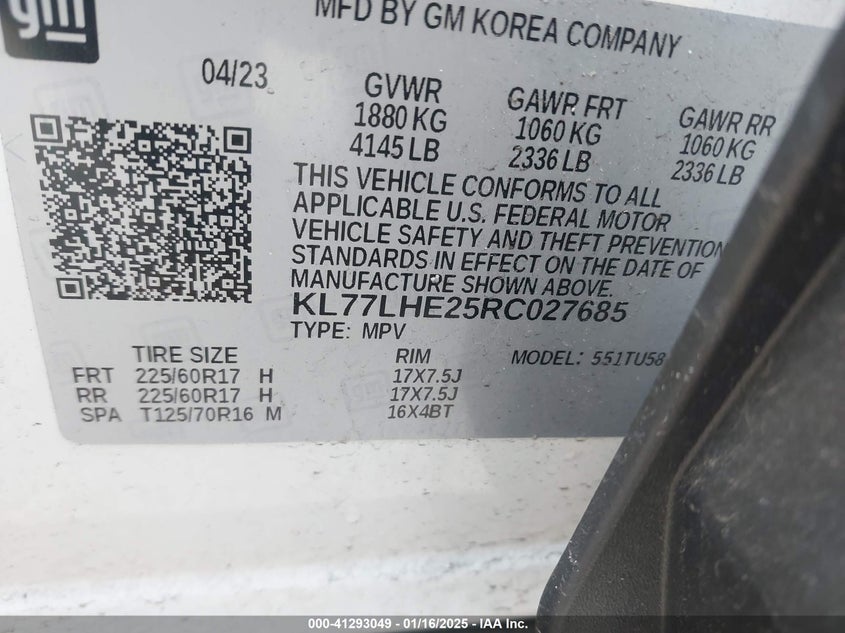 gm
MFD BY GM KOREA COMPANY
04/23
GVWR
1880 KG
4145 LB
GAWR FRT
1060 KG
2336 LB
GAWR RR
1060 KG
2336 LB
THIS VEHICLE CONFORMS TO ALL
APPLICABLE U.S. FEDERAL MOTOR
VEHICLE SAFETY AND THEFT PREVENTION
STANDARDS IN EFFECT ON THE DATE OF
MANUFACTURE SHOWN ABOVE.
KL77LHE25RC027685
TYPE: MPV
TIRE SIZE RIM MODEL: 551TU58
FRT 225/60R17 H 17X7.5J
RR 225/60R17 H 17X7.5J
SPA T125/70R16 M 16X4BT
000-41293049 - 01/16/2025 - IAA Inc.